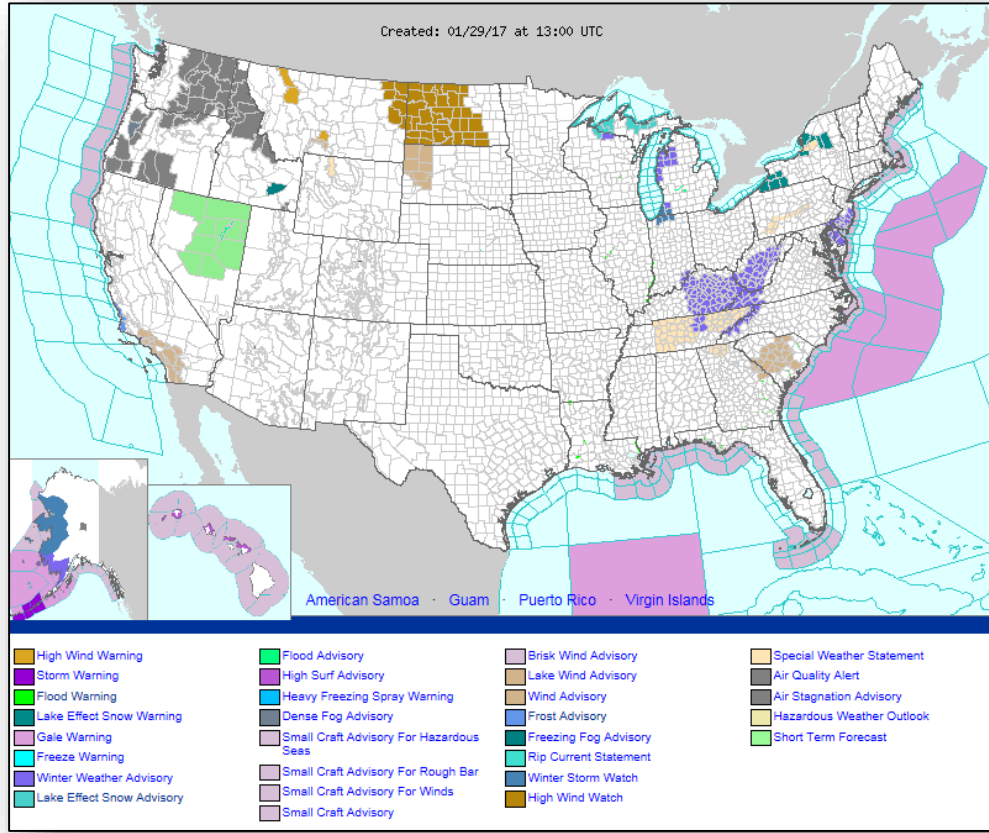 Created: 01/29/17 at 13:00 UTC
American Samoa · Guam · Puerto Rico · Virgin Islands
High Wind Warning
Storm Warning
Flood Warning
Lake Effect Snow Warning
Gale Warning
Freeze Warning
Winter Weather Advisory
Lake Effect Snow Advisory
Flood Advisory
High Surf Advisory
Heavy Freezing Spray Warning
Dense Fog Advisory
Small Craft Advisory For Hazardous
Seas
Small Craft Advisory For Rough Bar
Small Craft Advisory For Winds
Small Craft Advisory
Brisk Wind Advisory
Lake Wind Advisory
Wind Advisory
Frost Advisory
Freezing Fog Advisory
Rip Current Statement
Winter Storm Watch
High Wind Watch
Special Weather Statement
Air Quality Alert
Air Stagnation Advisory
Hazardous Weather Outlook
Short Term Forecast